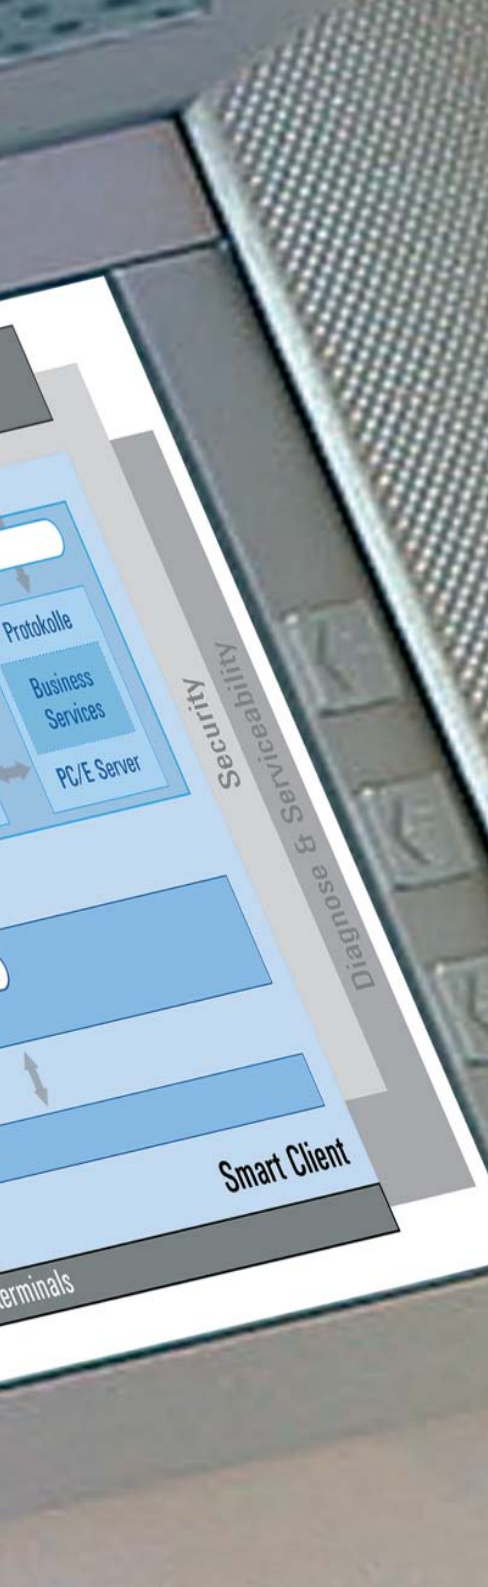 Protokolle
Business
Services
PC/E Server
Security
Diagnose & Serviceability
Smart Client